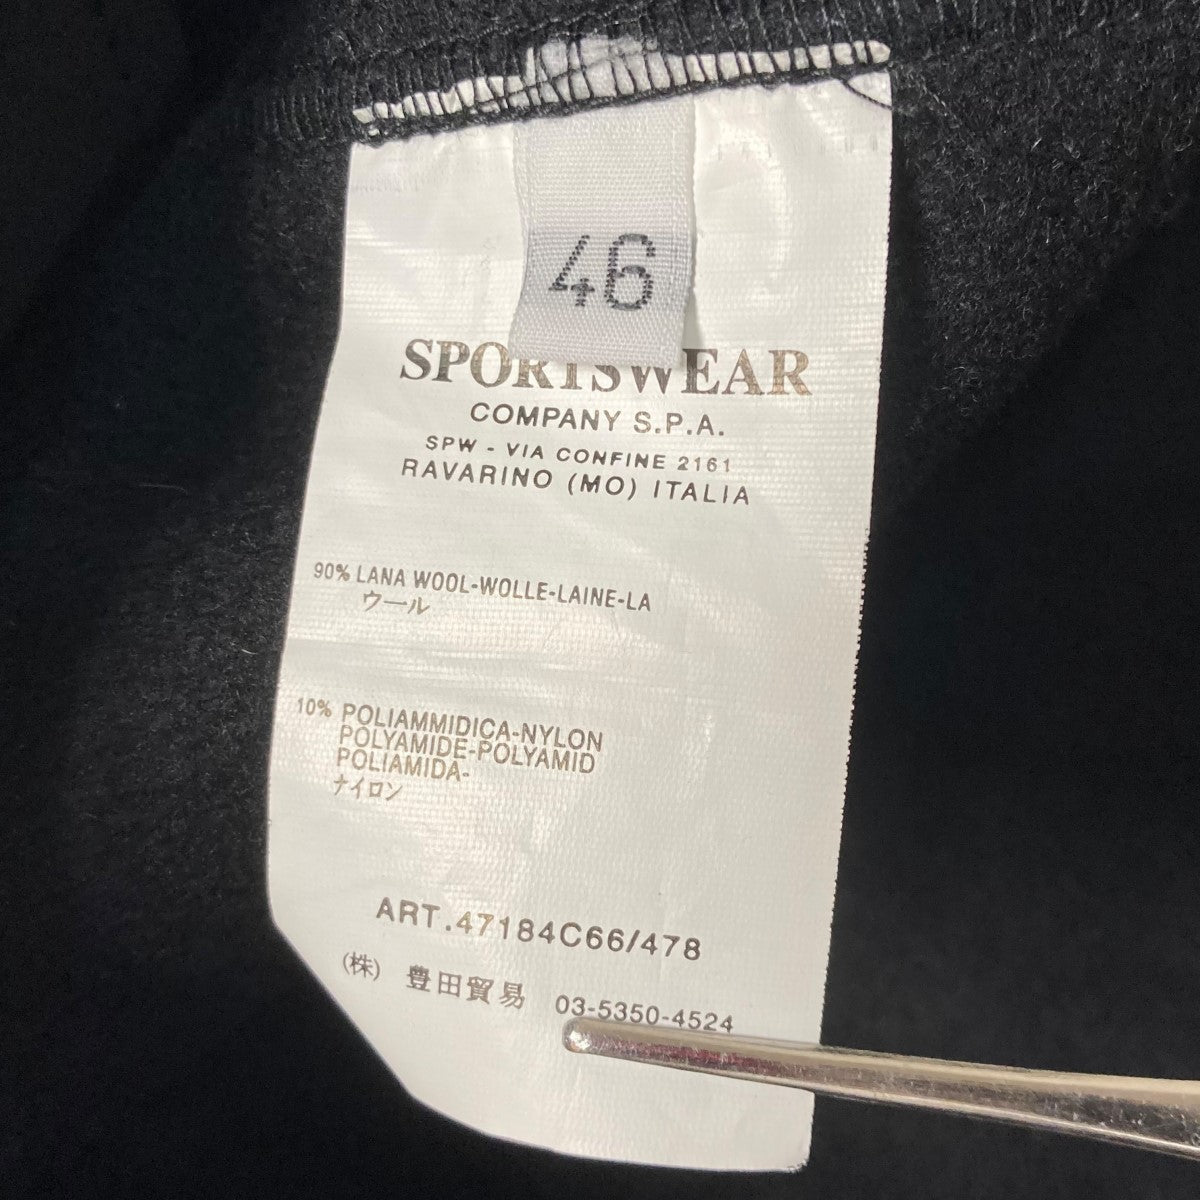 46
SPORTSWEAR
COMPANY S.P.A.
SPW - VIA CONFINE 2161
RAVARINO (MO) ITALIA
90% LANA WOOL-WOLLE-LAINE-LA
ウール
10% POLIAMMIDICA-NYLON
POLYAMIDE-POLYAMID
POLIAMIDA-
ナイロン
ART.47184C66/478
(株) 豊田貿易 03-5350-4524